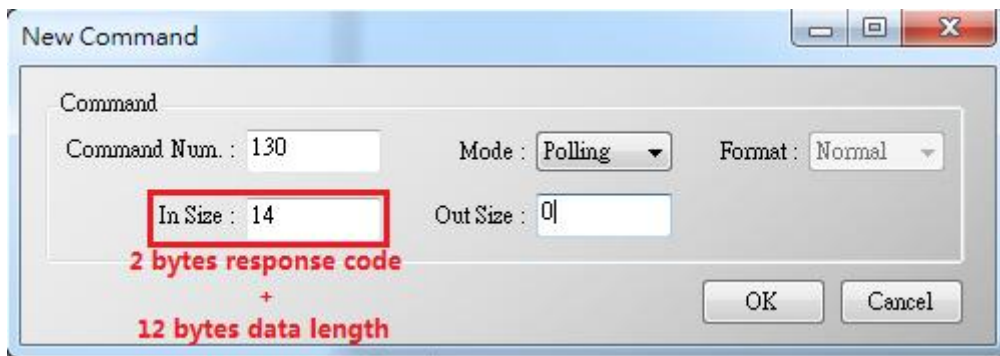 New Command
Command
Command Num. : 130 Mode : Polling Format : Normal
In Size : 14 Out Size : 0
2 bytes response code
+
12 bytes data length
OK Cancel